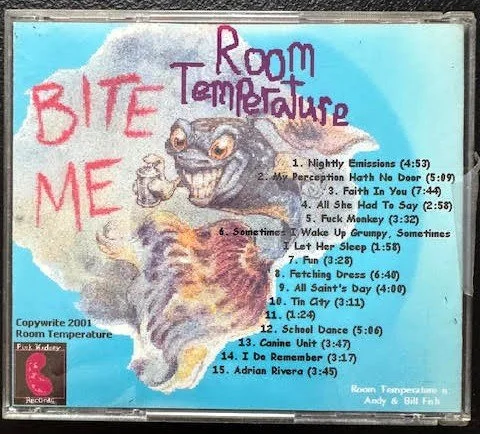 BITE
ME
Room
Temperature
1. Nightly Emissions (4:53)
2. My Perception Hath No Door (5:09)
3. Faith In You (7:44)
4. All She Had To Say (2:58)
5. Fuck Monkey (3:32)
6. Sometimes I Wake Up Grumpy, Sometimes
I Let Her Sleep (1:58)
7. Fun (3:28)
8. Fetching Dress (6:40)
9. All Saint's Day (4:00)
10. Tin City (3:11)
11. (1:24)
12. School Dance (5:06)
13. Canine Unit (3:47)
14. I Do Remember (3:17)
15. Adrian Rivera (3:45)
Copywrite 2001
Room Temperature
Pink Kidney
Records
Room Temperature is
Andy & Bill Fish